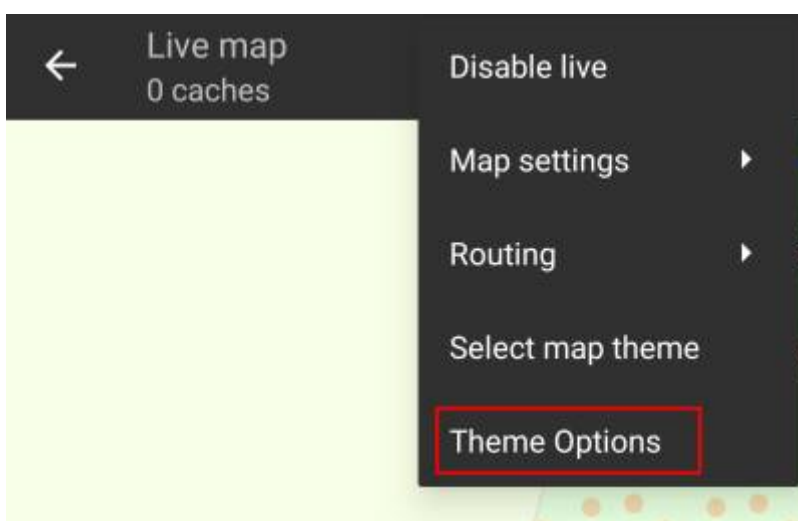 Live map
0 caches
Disable live
Map settings
Routing
Select map theme
Theme Options